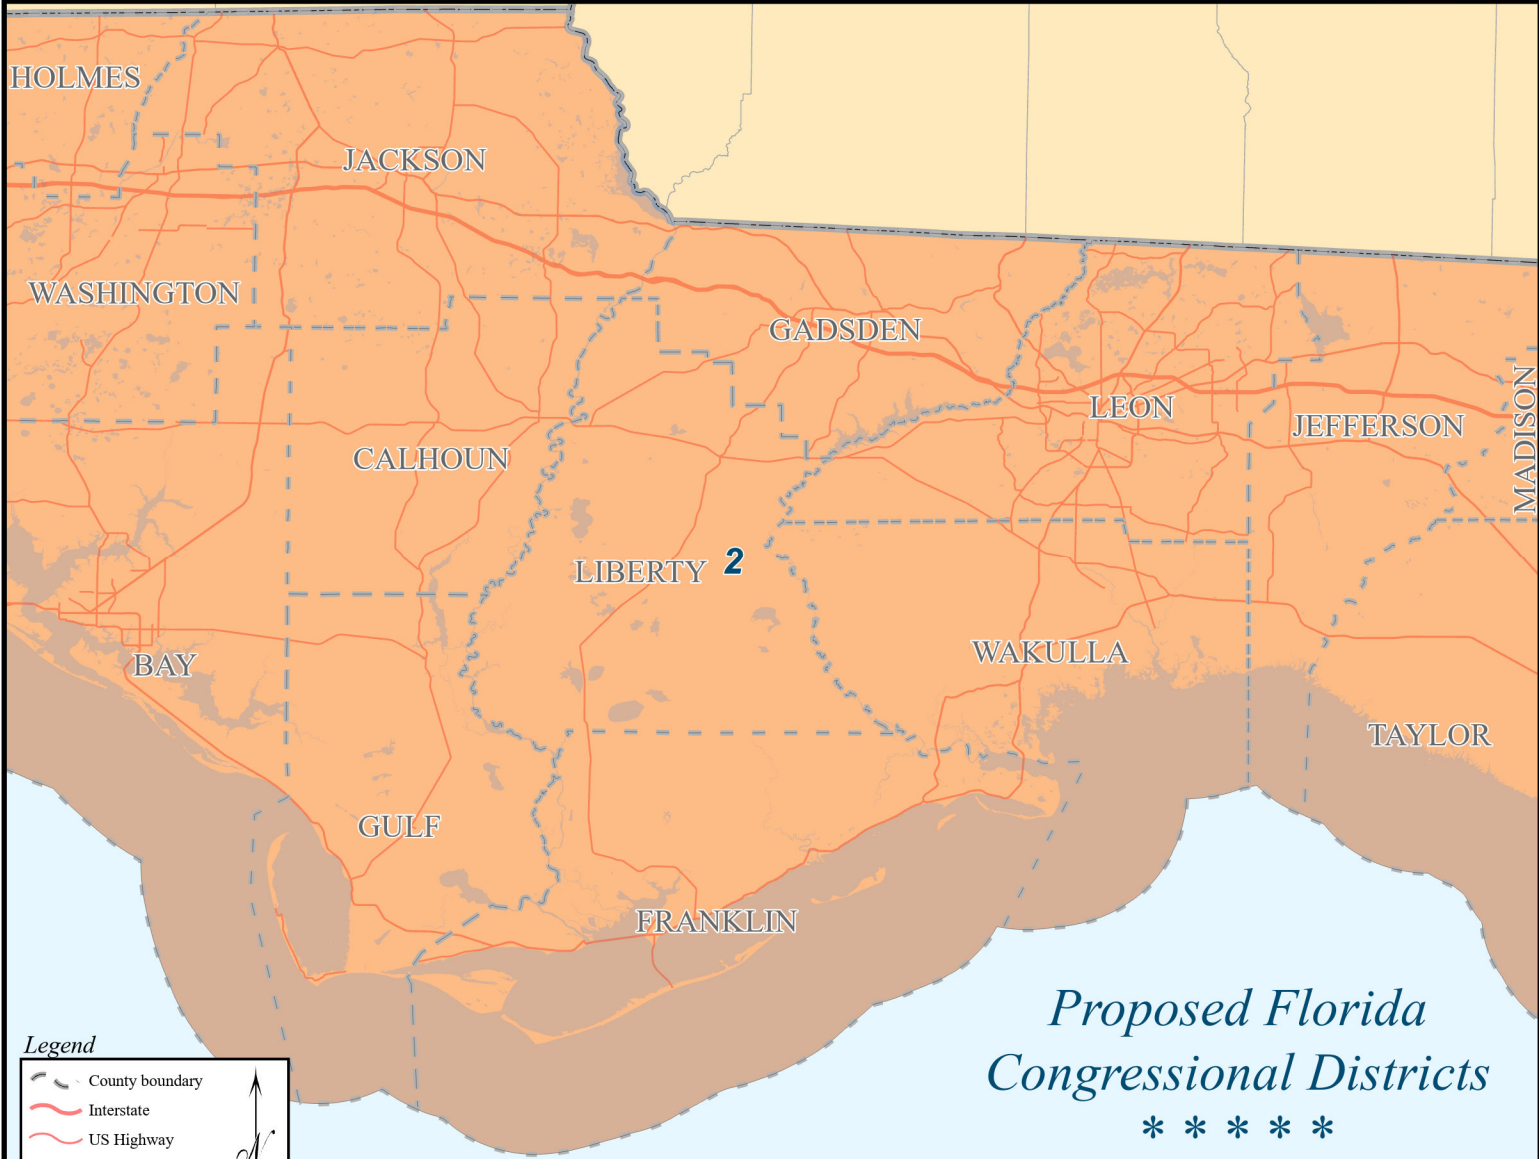 HOLMES
JACKSON
WASHINGTON
GADSDEN
LEON
JEFFERSON
MADISON
CALHOUN
LIBERTY 2
BAY
WAKULLA
TAYLOR
GULF
FRANKLIN
Proposed Florida
Congressional Districts
* * * * *
Legend
County boundary
Interstate
US Highway
N